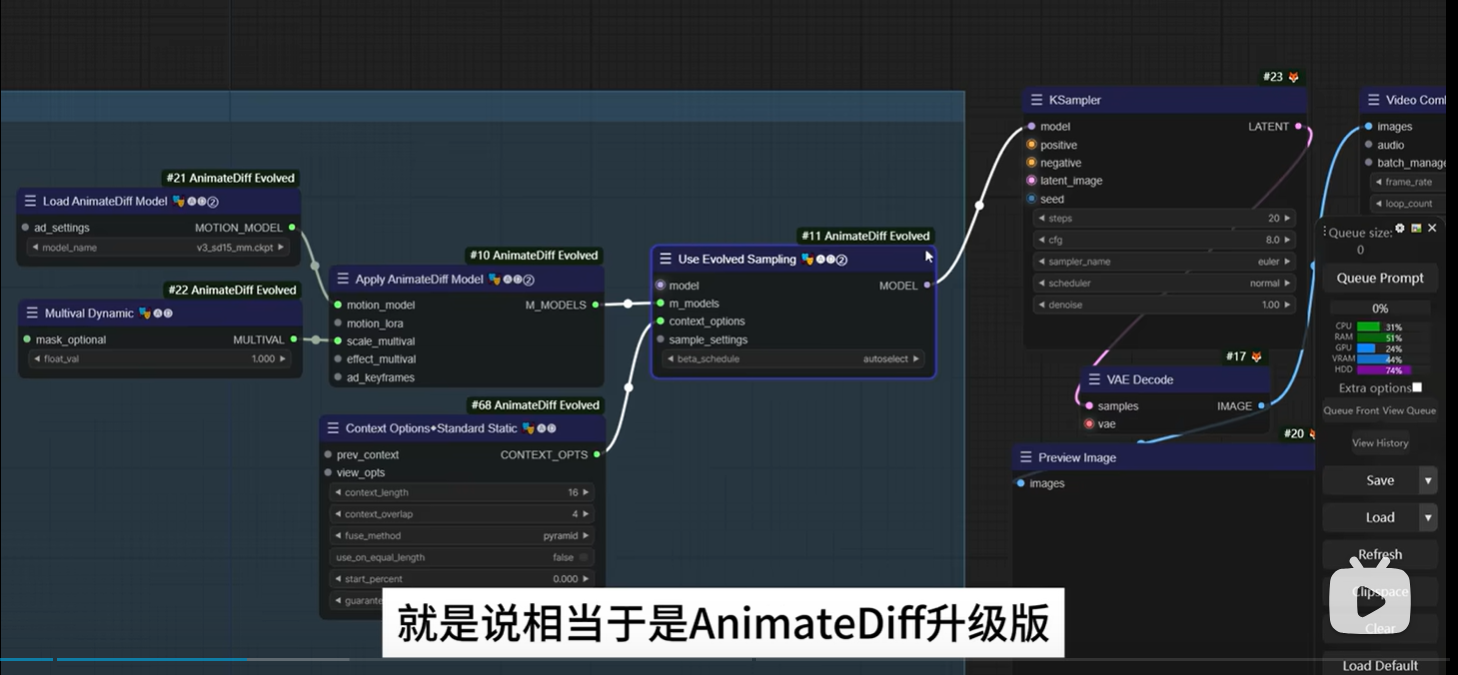 #21 AnimateDiff Evolved
Load AnimateDiff Model
ad_settings MOTION_MODEL
model_name v3_sd15_mm.ckpt
#22 AnimateDiff Evolved
Multival Dynamic
mask_optional MULTIVAL
float_val 1.000
#10 AnimateDiff Evolved
Apply AnimateDiff Model
motion_model M_MODELS
motion_lora
scale_multival
effect_multival
ad_keyframes
#68 AnimateDiff Evolved
Context Options◆Standard Static
prev_context CONTEXT_OPTS
view_opts
context_length 16
context_overlap 4
fuse_method pyramid
use_on_equal_length false
start_percent 0.000
guarante
#11 AnimateDiff Evolved
Use Evolved Sampling
model MODEL
m_models
context_options
sample_settings
beta_schedule autoselect
#23
KSampler
model LATENT
positive
negative
latent_image
seed
steps 20
cfg 8.0
sampler_name euler
scheduler normal
denoise 1.00
#17
VAE Decode
samples IMAGE
vae
#20
Preview Image
images
Video Com
images
audio
batch_manage
frame_rate
loop_count
Queue size:
0
Queue Prompt
0%
CPU 31%
RAM 51%
GPU 24%
VRAM 44%
HDD 74%
Extra options
Queue Front View Queue
View History
Save
Load
Refresh
Clipspace
Clear
Load Default
就是说相当于是AnimateDiff升级版